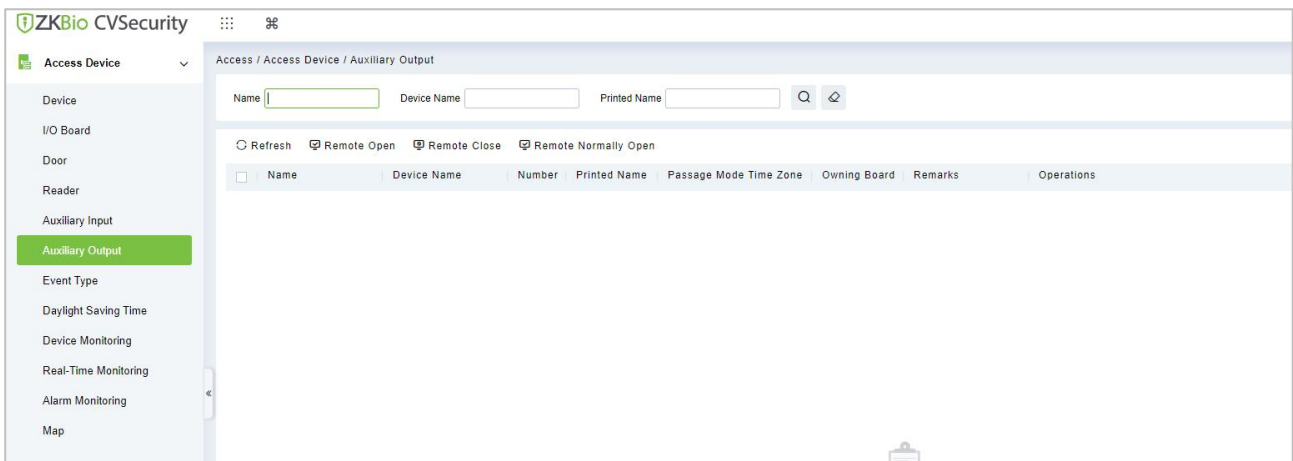 ZKBio CVSecurity
Access Device
Device
I/O Board
Door
Reader
Auxiliary Input
Auxiliary Output
Event Type
Daylight Saving Time
Device Monitoring
Real-Time Monitoring
Alarm Monitoring
Map
Access / Access Device / Auxiliary Output
Name Device Name Printed Name
Refresh Remote Open Remote Close Remote Normally Open
Name Device Name Number Printed Name Passage Mode Time Zone Owning Board Remarks Operations